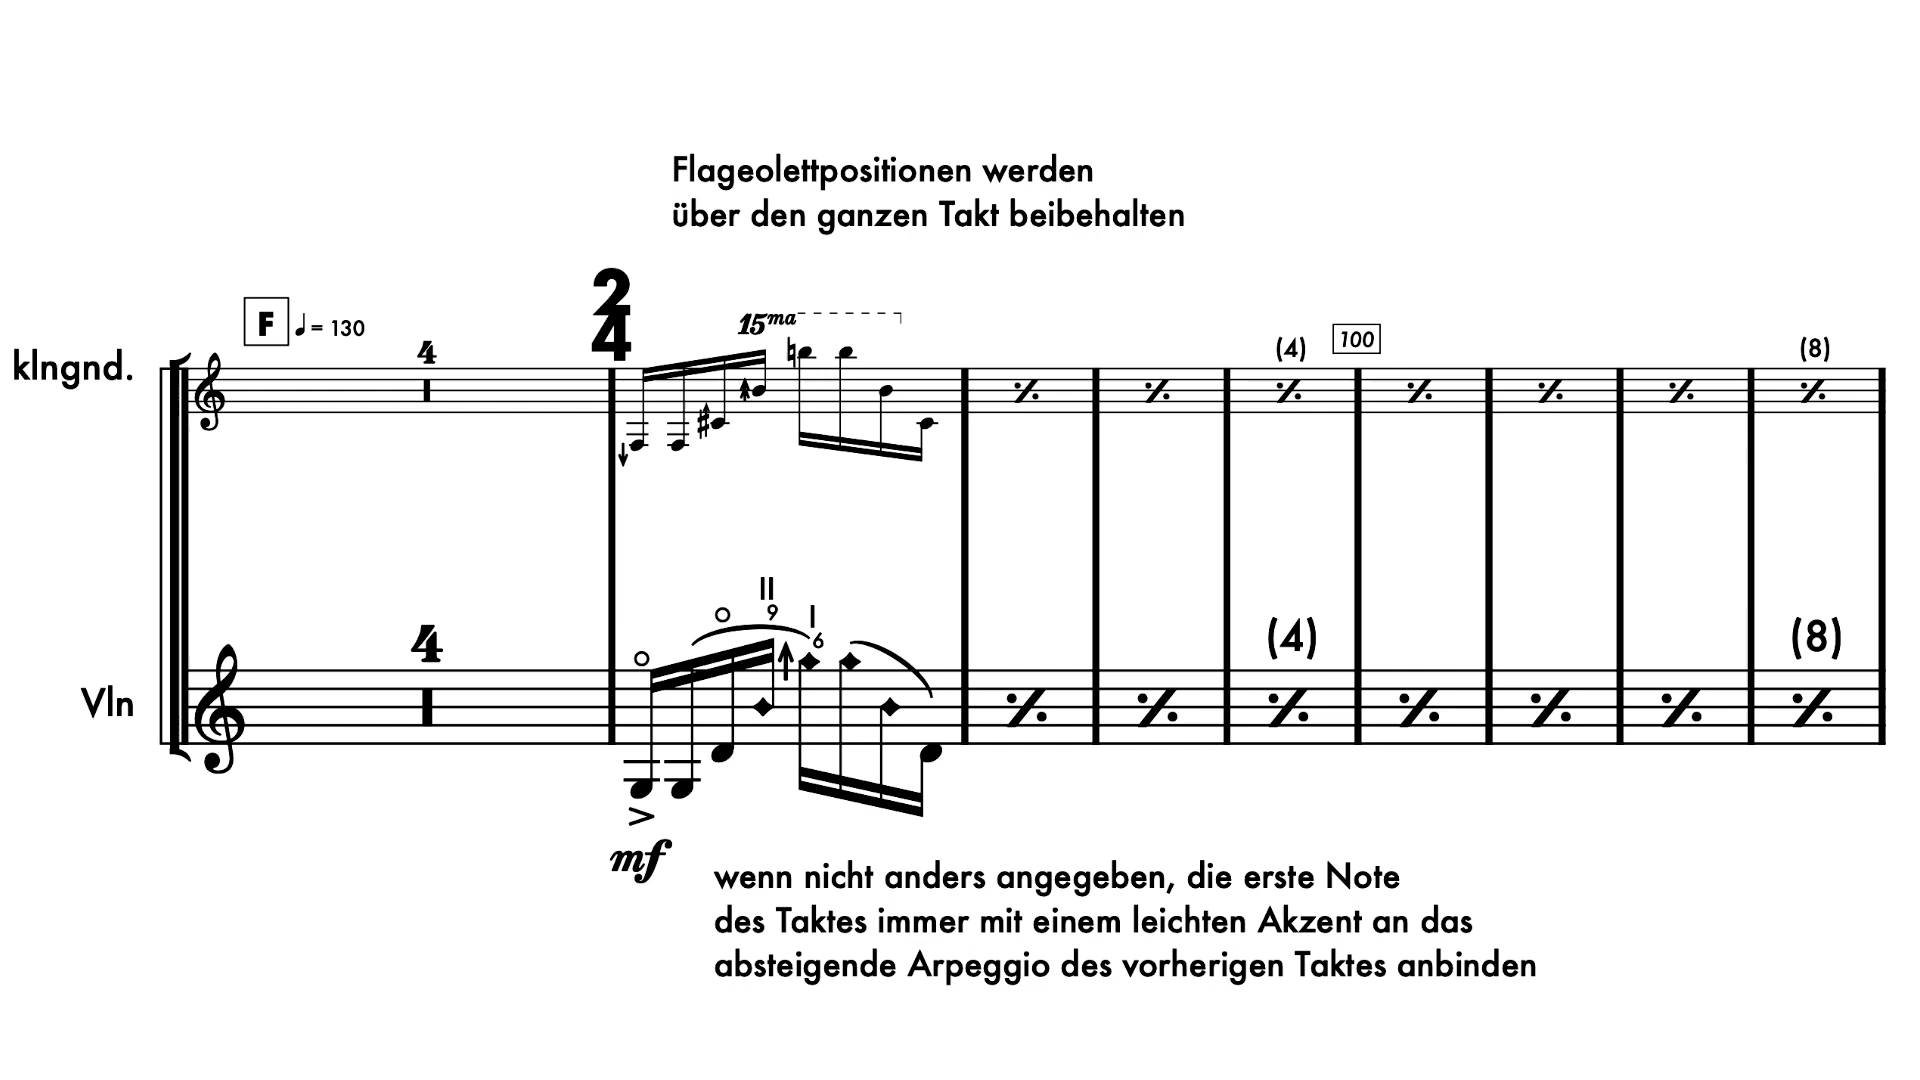 Flageolettpositionen werden
über den ganzen Takt beibehalten
2
4
F ♩ = 130
15ma
4
(4)
100
(8)
klngnd.
II
9
I
6
4
(4)
(8)
Vln
mf
wenn nicht anders angegeben, die erste Note
des Taktes immer mit einem leichten Akzent an das
absteigende Arpeggio des vorherigen Taktes anbinden